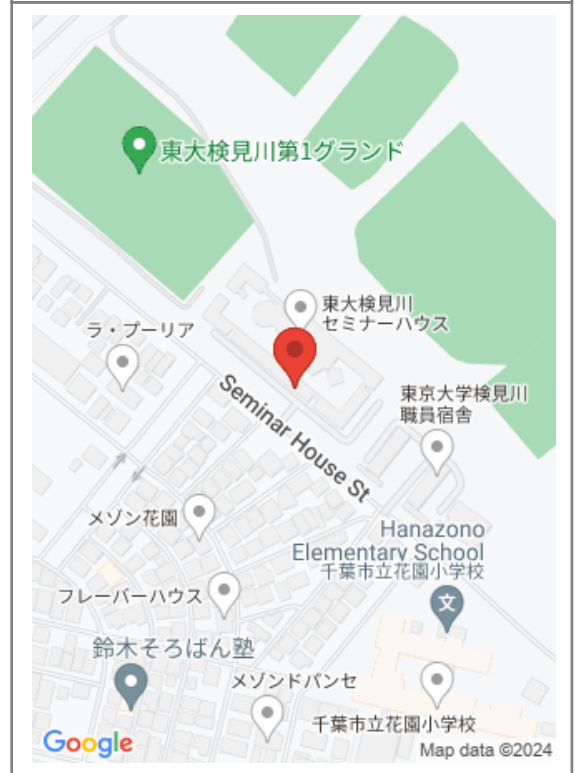 東大検見川第1グランド
東大検見川
セミナーハウス
ラ・プーリア
Seminar House St
東京大学検見川
職員宿舎
メゾン花園
Hanazono
Elementary School
千葉市立花園小学校
文
フレーバーハウス
鈴木そろばん塾
メゾンドバンセ
千葉市立花園小学校
Google
Map data ©2024